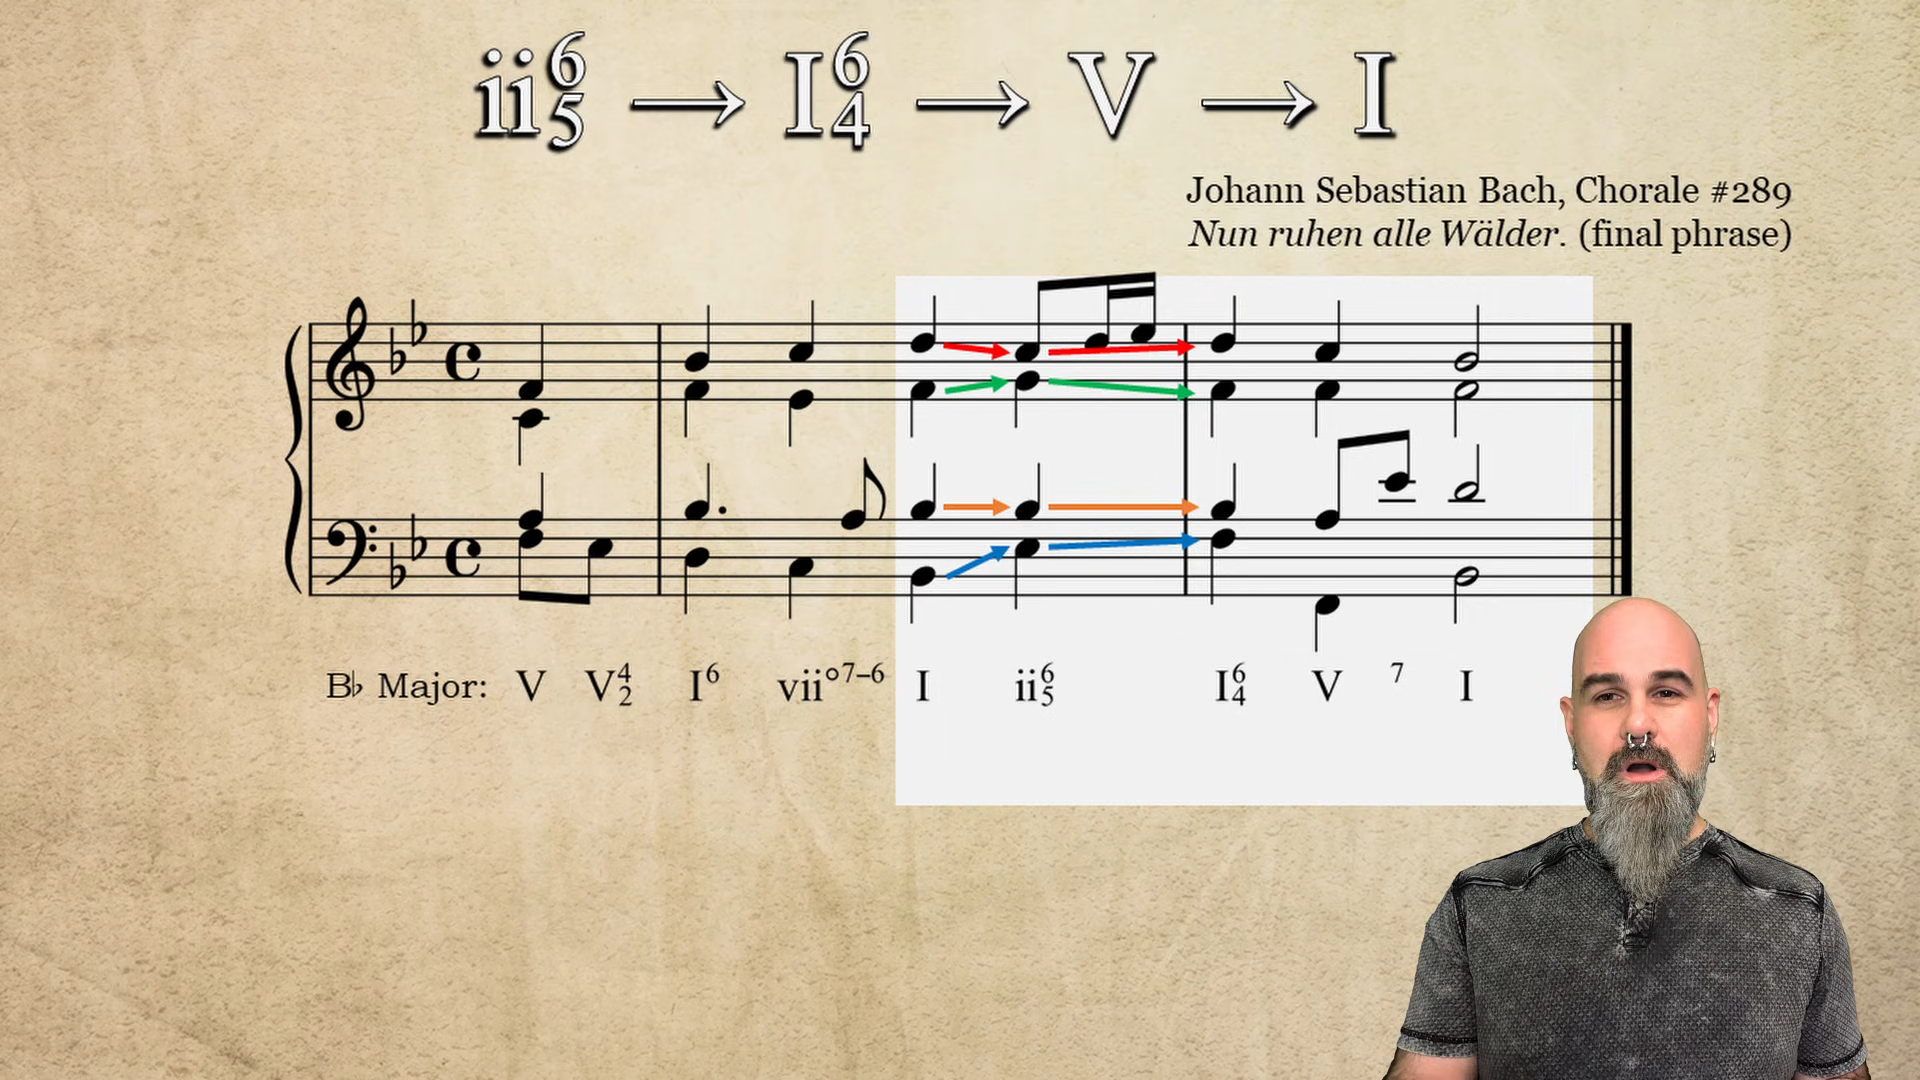 ii⁶₅ → I⁶₄ → V → I
Johann Sebastian Bach, Chorale #289
Nun ruhen alle Wälder. (final phrase)
B♭ Major: V V⁴₂ I⁶ vii°⁷⁻⁶ I ii⁶₅ I⁶₄ V ⁷ I